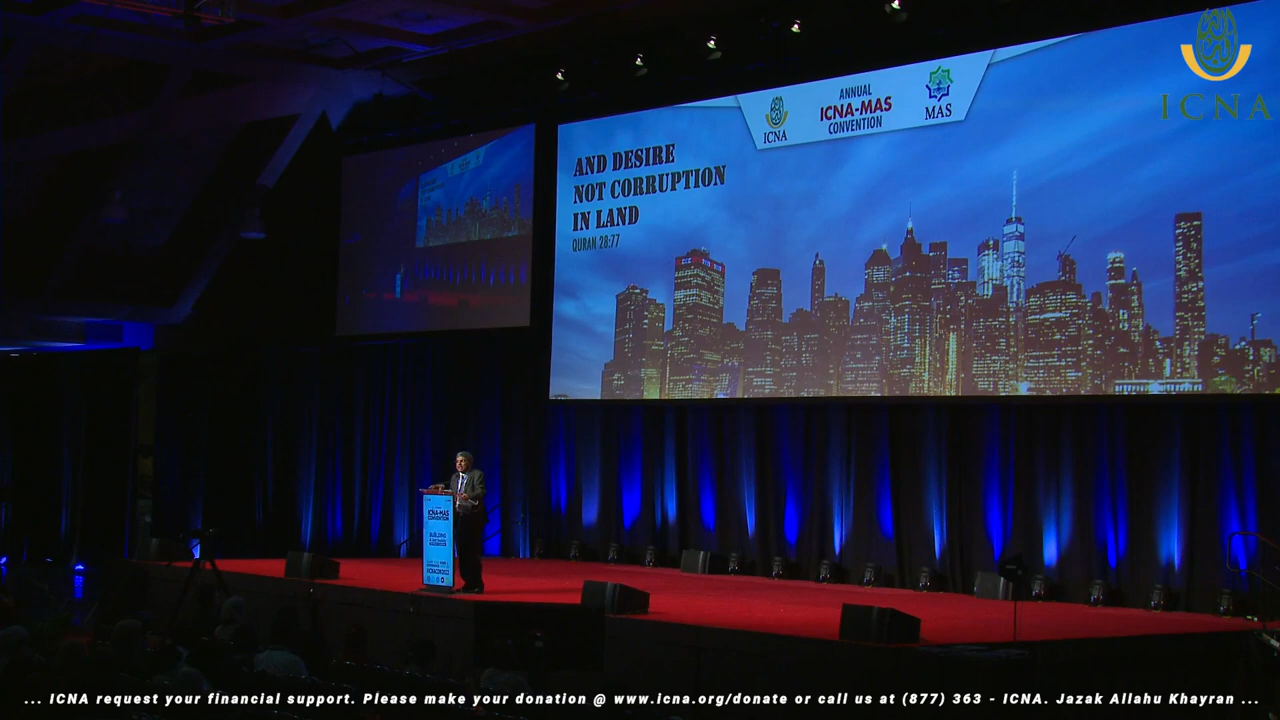 AND DESIRE
NOT CORRUPTION
IN LAND
QURAN 28:77
ICNA
ANNUAL
ICNA-MAS
CONVENTION
MAS
ICNA
ICNA-MAS
CONVENTION
BUILDING
... ICNA request your financial support. Please make your donation @ www.icna.org/donate or call us at (877) 363 - ICNA. Jazak Allahu Khayran ...